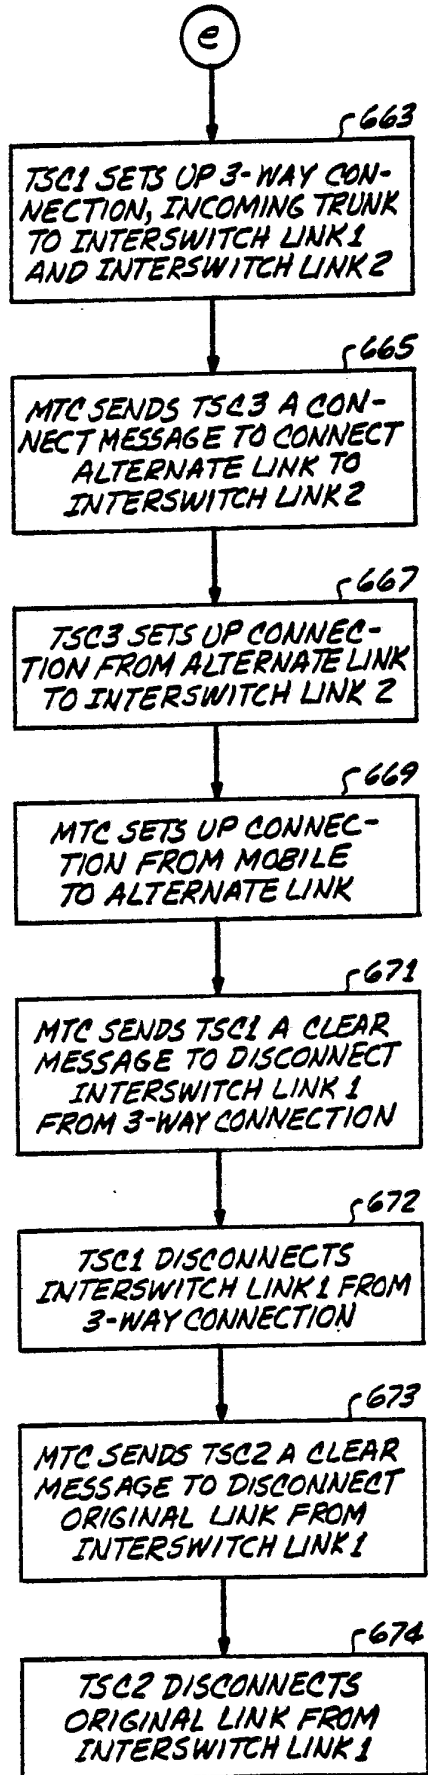 e
663
TSC1 SETS UP 3-WAY CON-
NECTION, INCOMING TRUNK
TO INTERSWITCH LINK 1
AND INTERSWITCH LINK 2
665
MTC SENDS TSC3 A CON-
NECT MESSAGE TO CONNECT
ALTERNATE LINK TO
INTERSWITCH LINK 2
667
TSC3 SETS UP CONNEC-
TION FROM ALTERNATE LINK
TO INTERSWITCH LINK 2
669
MTC SETS UP CONNEC-
TION FROM MOBILE
TO ALTERNATE LINK
671
MTC SENDS TSC1 A CLEAR
MESSAGE TO DISCONNECT
INTERSWITCH LINK 1
FROM 3-WAY CONNECTION
672
TSC1 DISCONNECTS
INTERSWITCH LINK 1 FROM
3-WAY CONNECTION
673
MTC SENDS TSC2 A CLEAR
MESSAGE TO DISCONNECT
ORIGINAL LINK FROM
INTERSWITCH LINK 1
674
TSC2 DISCONNECTS
ORIGINAL LINK FROM
INTERSWITCH LINK 1